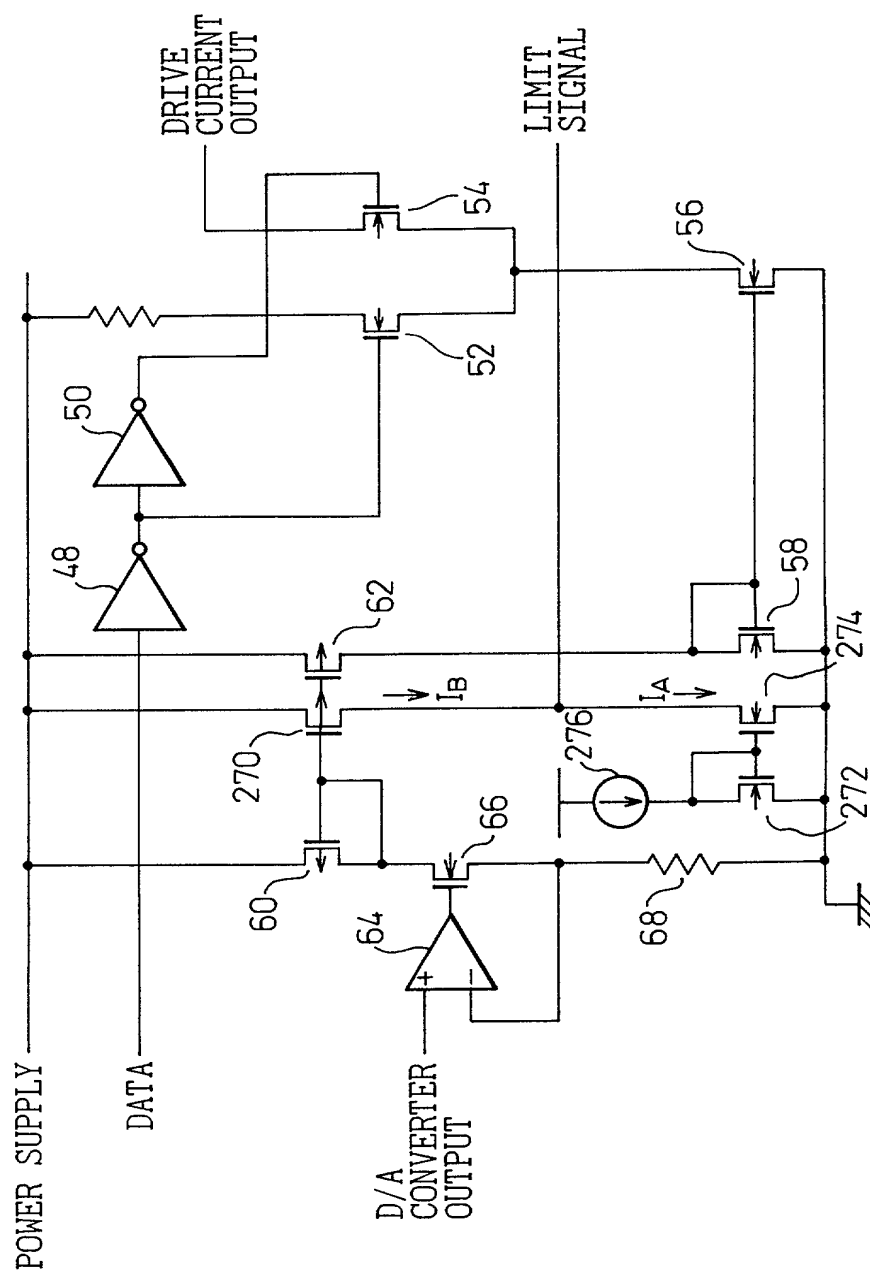 POWER SUPPLY
DATA
D/A
CONVERTER
OUTPUT
DRIVE
CURRENT
OUTPUT
LIMIT
SIGNAL
48
50
52
54
56
58
60
62
64
66
68
270
272
274
276
IB
IA
+
−